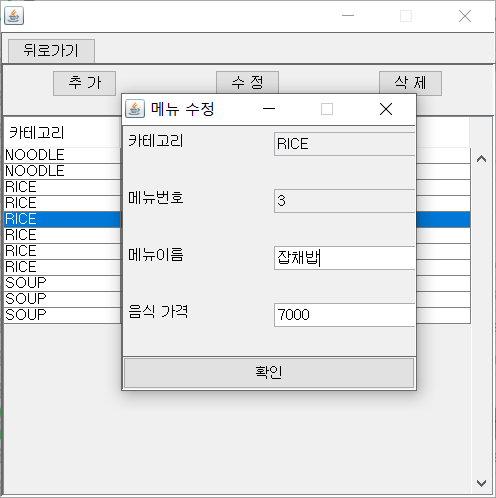 뒤로가기
추 가
수 정
삭 제
메뉴 수정
카테고리
NOODLE
NOODLE
RICE
RICE
RICE
RICE
RICE
RICE
SOUP
SOUP
SOUP
카테고리 RICE
메뉴번호 3
메뉴이름 잡채밥
음식 가격 7000
확인